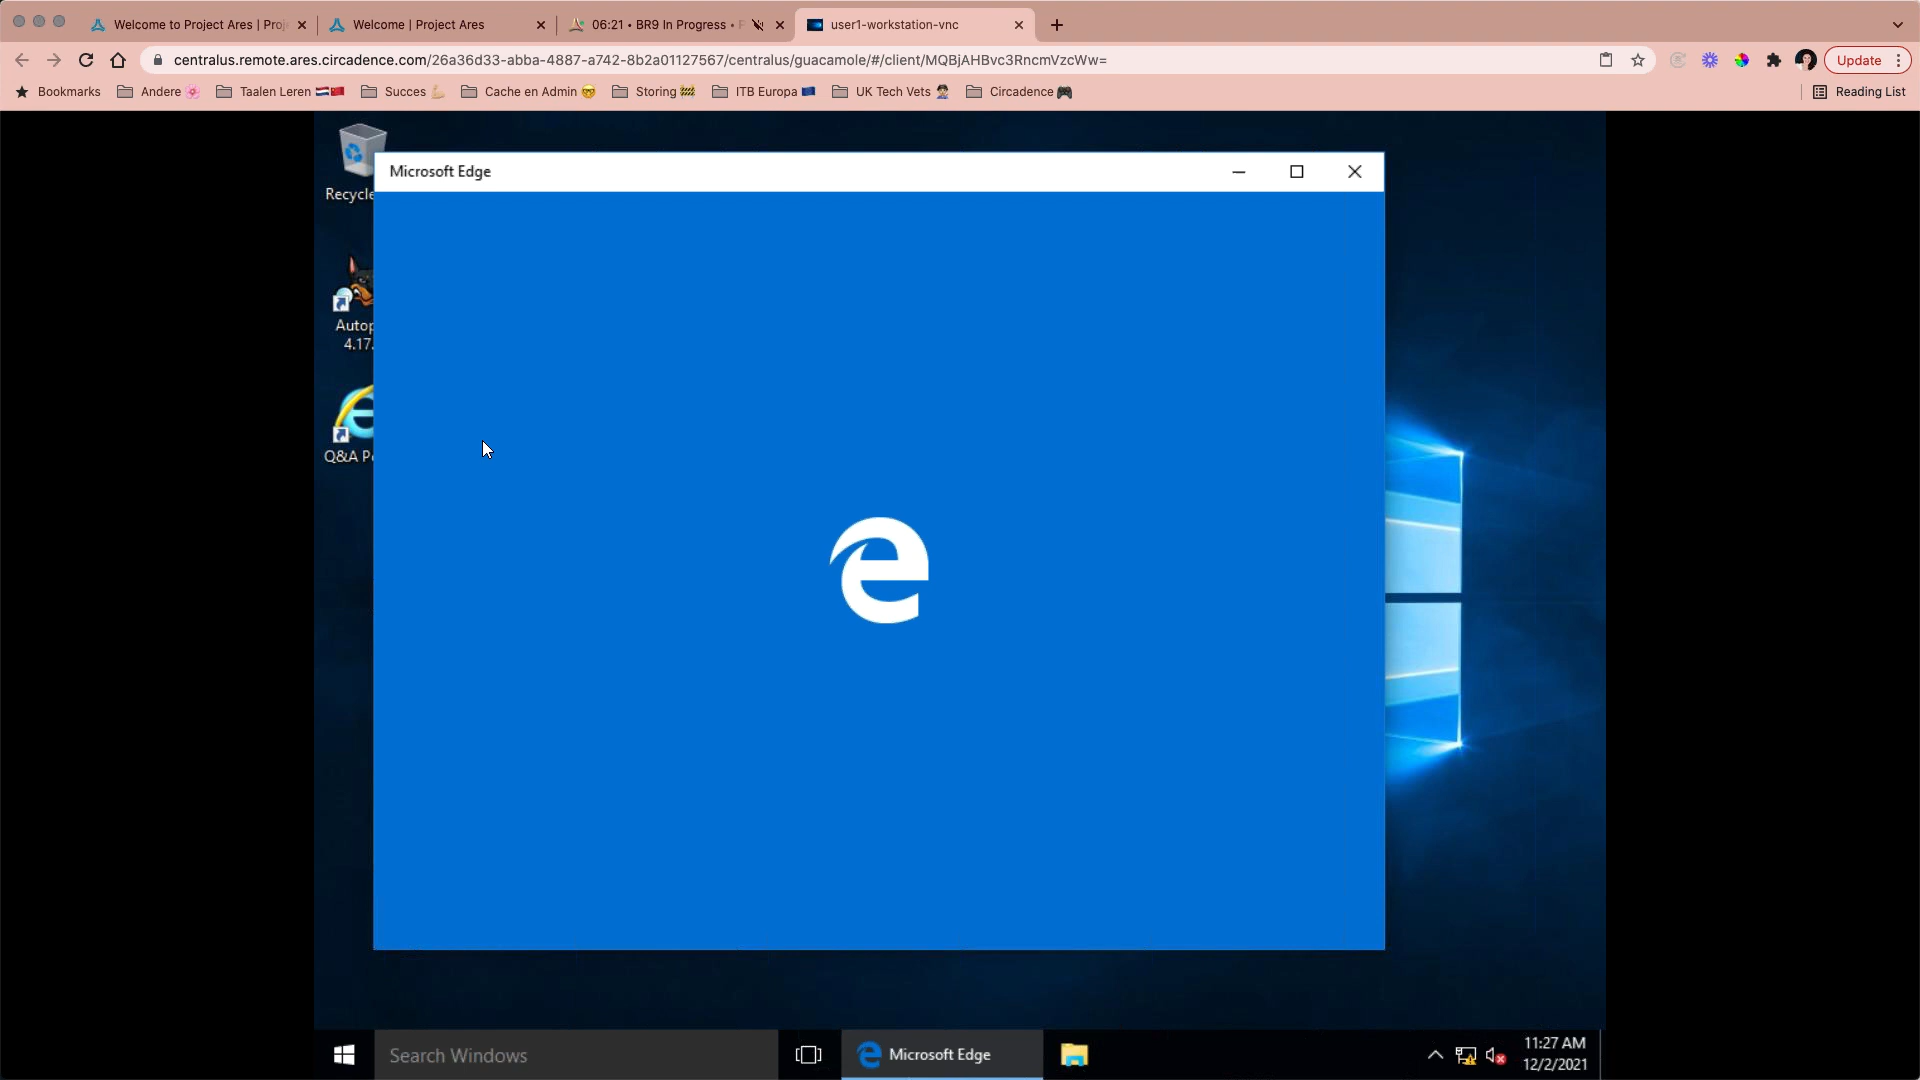 Welcome to Project Ares | Proj
Welcome | Project Ares
06:21 • BR9 In Progress •
user1-workstation-vnc
centralus.remote.ares.circadence.com/26a36d33-abba-4887-a742-8b2a01127567/centralus/guacamole/#/client/MQBjAHBvc3RncmVzcWw=
Update
Bookmarks
Andere 🌸
Taalen Leren 🇳🇱🇨🇳
Succes 💪🏼
Cache en Admin 🤓
Storing 🚧
ITB Europa 🇪🇺
UK Tech Vets
Circadence 🎮
Reading List
Microsoft Edge
Recycle
Autop
4.17.
Q&A P
Search Windows
Microsoft Edge
11:27 AM
12/2/2021